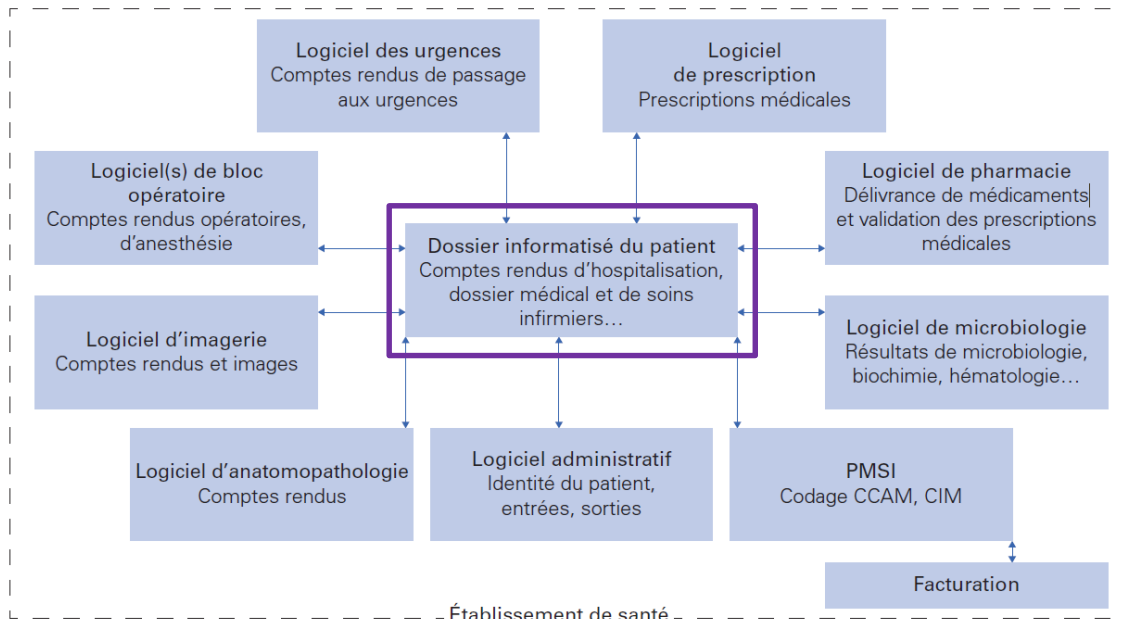 Logiciel des urgences
Comptes rendus de passage
aux urgences
Logiciel
de prescription
Prescriptions médicales
Logiciel(s) de bloc
opératoire
Comptes rendus opératoires,
d’anesthésie
Dossier informatisé du patient
Comptes rendus d’hospitalisation,
dossier médical et de soins
infirmiers…
Logiciel de pharmacie
Délivrance de médicaments
et validation des prescriptions
médicales
Logiciel d’imagerie
Comptes rendus et images
Logiciel de microbiologie
Résultats de microbiologie,
biochimie, hématologie…
Logiciel d’anatomopathologie
Comptes rendus
Logiciel administratif
Identité du patient,
entrées, sorties
PMSI
Codage CCAM, CIM
Facturation
Établissement de santé